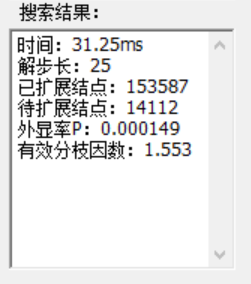 搜索结果：
时间：31.25ms
解步长：25
已扩展结点：153587
待扩展结点：14112
外显率P：0.000149
有效分枝因数：1.553